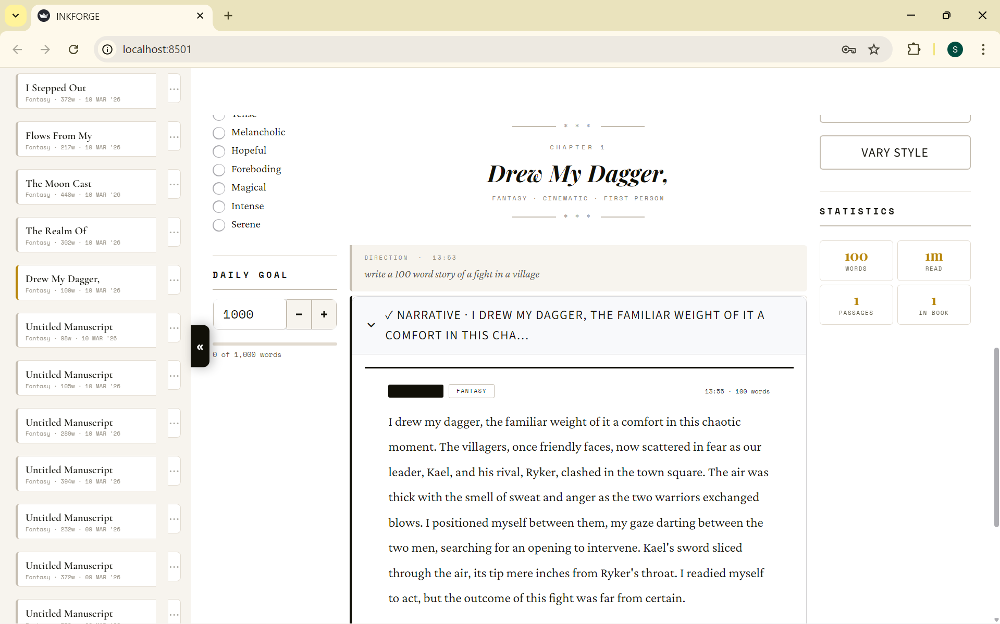 INKFORGE
localhost:8501
S
I Stepped Out
Fantasy · 372w · 10 MAR '26
Flows From My
Fantasy · 217w · 10 MAR '26
The Moon Cast
Fantasy · 448w · 10 MAR '26
The Realm Of
Fantasy · 302w · 10 MAR '26
Drew My Dagger,
Fantasy · 100w · 10 MAR '26
Untitled Manuscript
Fantasy · 98w · 10 MAR '26
Untitled Manuscript
Fantasy · 105w · 10 MAR '26
Untitled Manuscript
Fantasy · 289w · 10 MAR '26
Untitled Manuscript
Fantasy · 394w · 10 MAR '26
Untitled Manuscript
Fantasy · 232w · 09 MAR '26
Untitled Manuscript
Fantasy · 372w · 09 MAR '26
Untitled Manuscript
Tense
Melancholic
Hopeful
Foreboding
Magical
Intense
Serene
DAILY GOAL
1000
0 of 1,000 words
* * *
CHAPTER 1
Drew My Dagger,
FANTASY · CINEMATIC · FIRST PERSON
* * *
DIRECTION · 13:53
write a 100 word story of a fight in a village
✓ NARRATIVE · I DREW MY DAGGER, THE FAMILIAR WEIGHT OF IT A
COMFORT IN THIS CHA...
FANTASY
13:55 · 100 words
I drew my dagger, the familiar weight of it a comfort in this chaotic
moment. The villagers, once friendly faces, now scattered in fear as our
leader, Kael, and his rival, Ryker, clashed in the town square. The air was
thick with the smell of sweat and anger as the two warriors exchanged
blows. I positioned myself between them, my gaze darting between the
two men, searching for an opening to intervene. Kael's sword sliced
through the air, its tip mere inches from Ryker's throat. I readied myself
to act, but the outcome of this fight was far from certain.
VARY STYLE
STATISTICS
100
WORDS
1m
READ
1
PASSAGES
1
IN BOOK